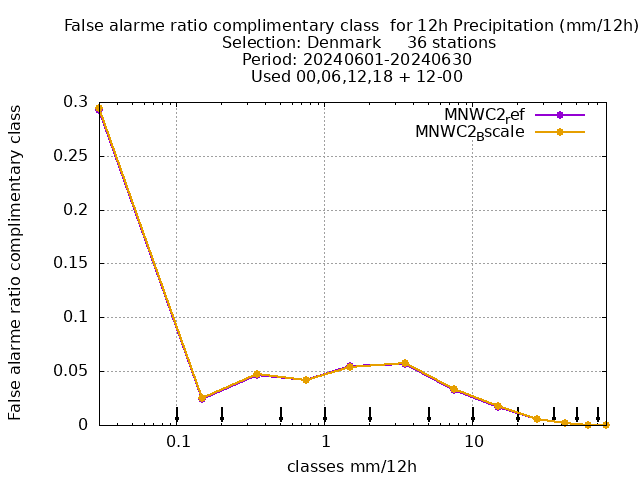 False alarme ratio complimentary class  for 12h Precipitation (mm/12h)
Selection: Denmark     36 stations
Period: 20240601-20240630
Used 00,06,12,18 + 12-00
False alarme ratio complimentary class
0.3
0.25
0.2
0.15
0.1
0.05
0
MNWC2ref
MNWC2Bscale
0.1
1
10
classes mm/12h